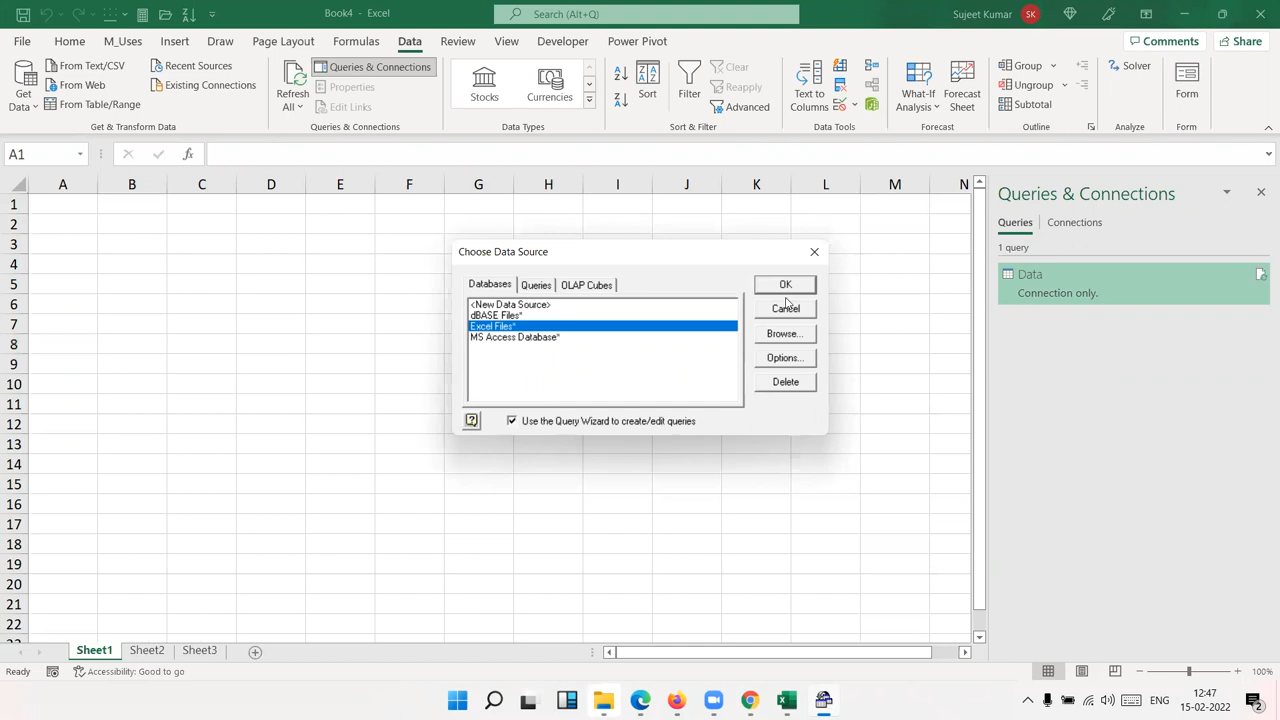 Book4 - Excel
Search (Alt+Q)
Sujeet Kumar
SK
File Home M_Uses Insert Draw Page Layout Formulas Data Review View Developer Help Power Pivot
Comments
Share
Get Data
From Text/CSV
From Web
From Table/Range
Recent Sources
Existing Connections
Get & Transform Data
Refresh All
Queries & Connections
Properties
Edit Links
Queries & Connections
Stocks
Currencies
Data Types
Sort
Filter
Clear
Reapply
Advanced
Sort & Filter
Text to Columns
Data Tools
What-If Analysis
Forecast Sheet
Forecast
Group
Ungroup
Subtotal
Outline
Solver
Analyze
Form
Form
A1
fx
A B C D E F G H I J K L M N
1
2
3
4
5
6
7
8
9
10
11
12
13
14
15
16
17
18
19
20
21
22
23
Choose Data Source
Databases Queries OLAP Cubes
<New Data Source>
dBASE Files*
Excel Files*
MS Access Database*
OK
Cancel
Browse...
Options...
Delete
Use the Query Wizard to create/edit queries
Queries & Connections
Queries Connections
1 query
Data
Connection only.
Sheet1 Sheet2 Sheet3
Ready
Accessibility: Good to go
100%
12:47
15-02-2022
2